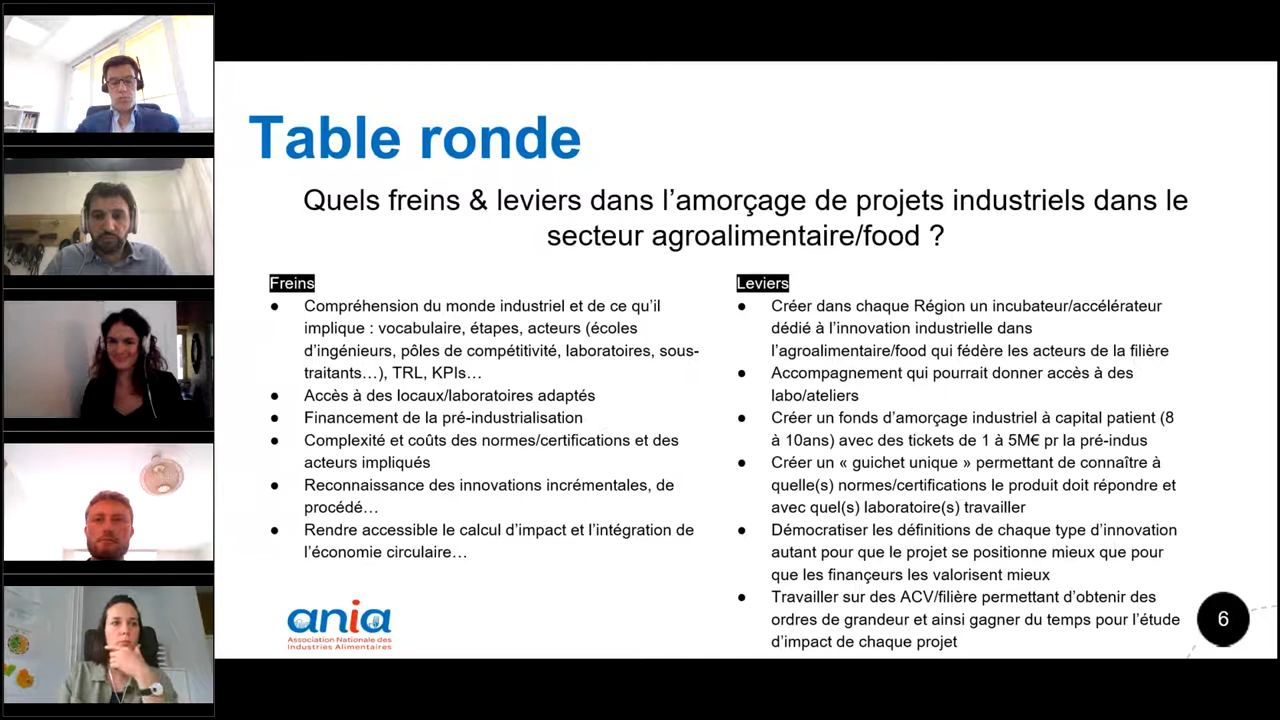 Table ronde
Quels freins & leviers dans l’amorçage de projets industriels dans le
secteur agroalimentaire/food ?
Freins
● Compréhension du monde industriel et de ce qu’il
implique : vocabulaire, étapes, acteurs (écoles
d’ingénieurs, pôles de compétitivité, laboratoires, sous-
traitants…), TRL, KPIs…
● Accès à des locaux/laboratoires adaptés
● Financement de la pré-industrialisation
● Complexité et coûts des normes/certifications et des
acteurs impliqués
● Reconnaissance des innovations incrémentales, de
procédé…
● Rendre accessible le calcul d’impact et l’intégration de
l’économie circulaire…
Leviers
● Créer dans chaque Région un incubateur/accélérateur
dédié à l’innovation industrielle dans
l’agroalimentaire/food qui fédère les acteurs de la filière
● Accompagnement qui pourrait donner accès à des
labo/ateliers
● Créer un fonds d’amorçage industriel à capital patient (8
à 10ans) avec des tickets de 1 à 5M€ pr la pré-indus
● Créer un « guichet unique » permettant de connaître à
quelle(s) normes/certifications le produit doit répondre et
avec quel(s) laboratoire(s) travailler
● Démocratiser les définitions de chaque type d’innovation
autant pour que le projet se positionne mieux que pour
que les finançeurs les valorisent mieux
● Travailler sur des ACV/filière permettant d’obtenir des
ordres de grandeur et ainsi gagner du temps pour l’étude
d’impact de chaque projet
ania
Association Nationale des
Industries Alimentaires
6